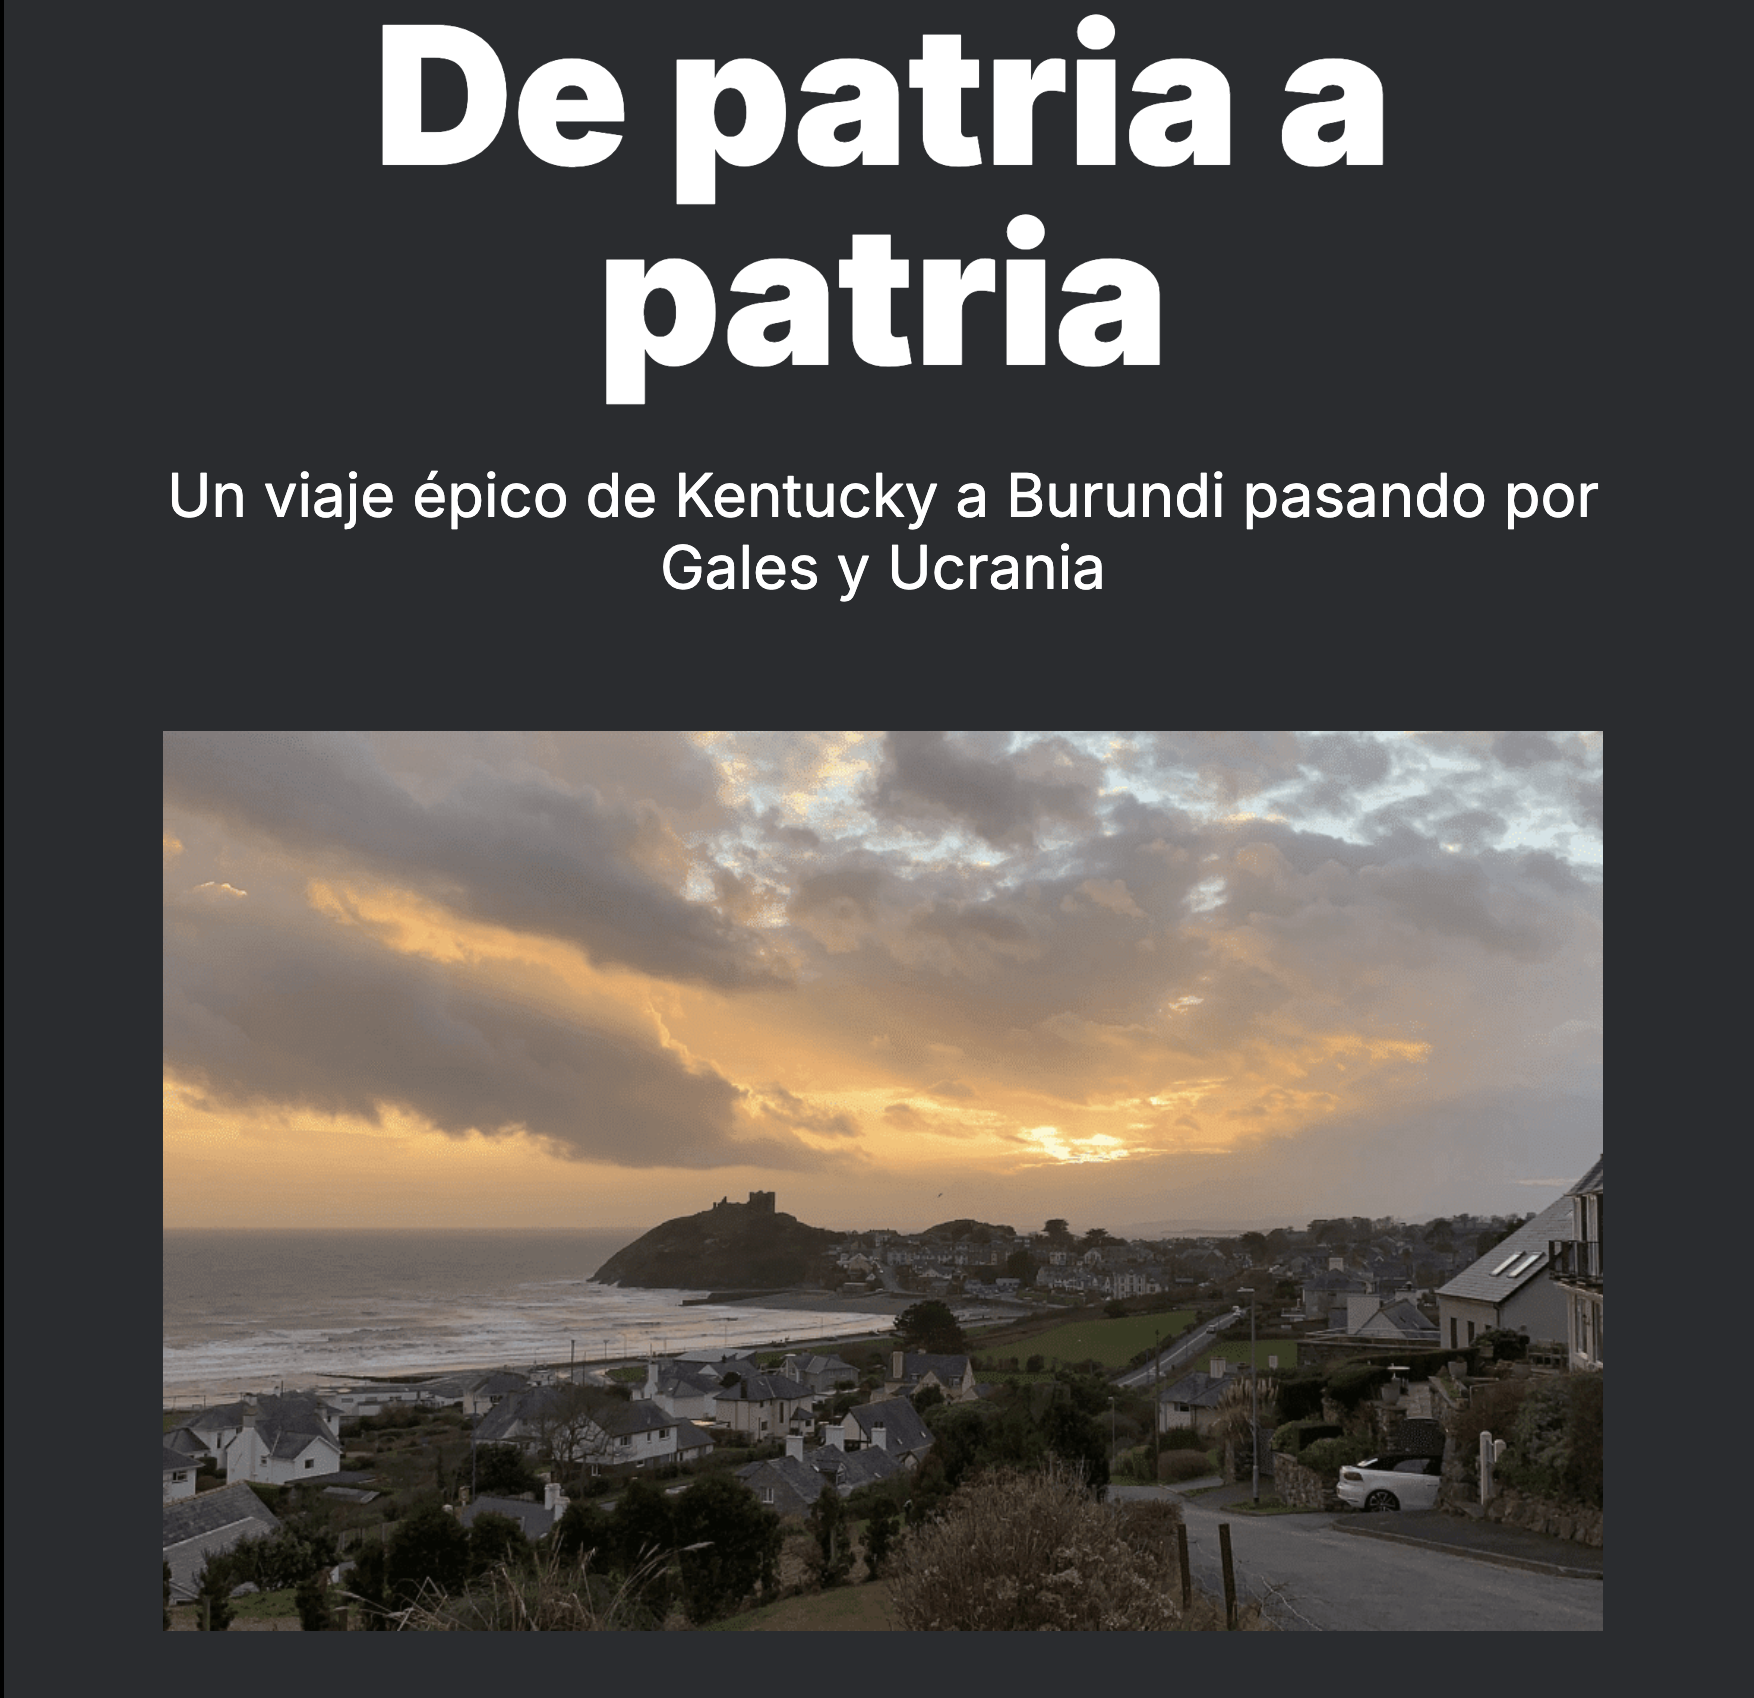 De patria a
patria
Un viaje épico de Kentucky a Burundi pasando por
Gales y Ucrania